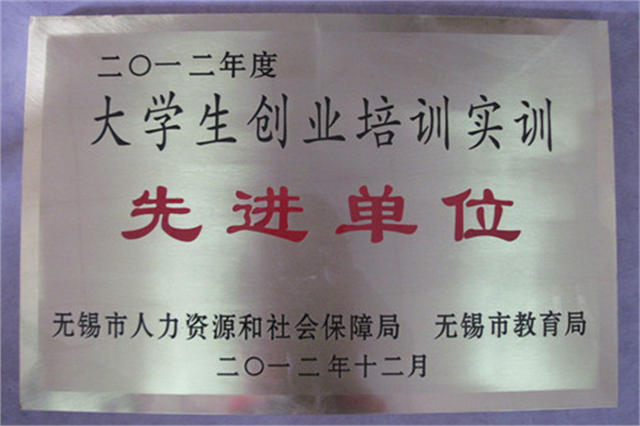 二〇一二年度
大学生创业培训实训
先进单位
无锡市人力资源和社会保障局 无锡市教育局
二〇一二年十二月